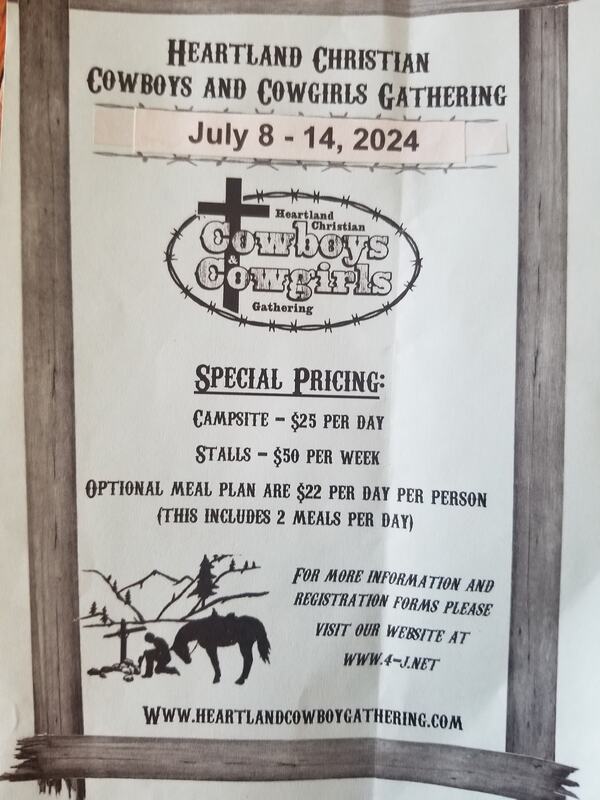 HEARTLAND CHRISTIAN
COWBOYS AND COWGIRLS GATHERING
July 8 - 14, 2024
Heartland
Christian
Cowboys
&
Cowgirls
Gathering
SPECIAL PRICING:
CAMPSITE - $25 PER DAY
STALLS - $50 PER WEEK
OPTIONAL MEAL PLAN ARE $22 PER DAY PER PERSON
(THIS INCLUDES 2 MEALS PER DAY)
FOR MORE INFORMATION AND
REGISTRATION FORMS PLEASE
VISIT OUR WEBSITE AT
WWW.4-J.NET
WWW.HEARTLANDCOWBOYGATHERING.COM